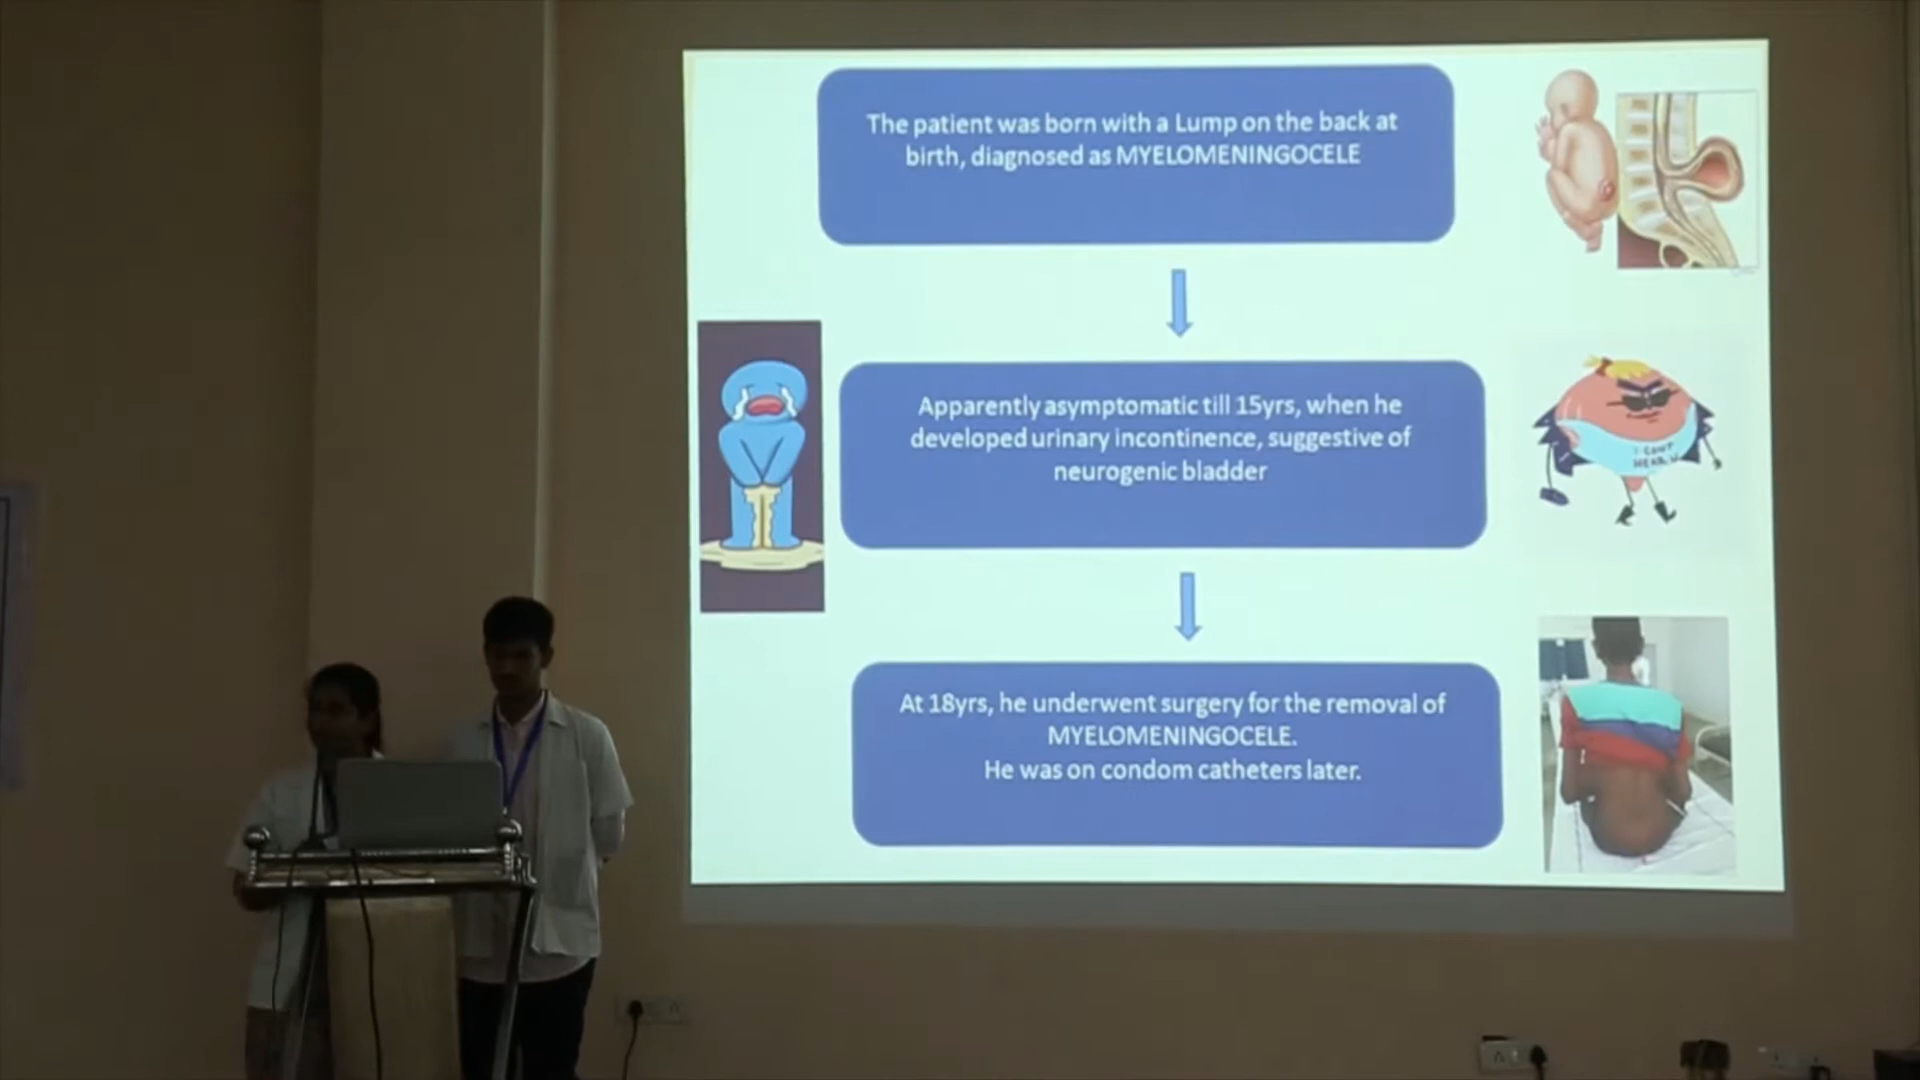 The patient was born with a Lump on the back at
birth, diagnosed as MYELOMENINGOCELE
Apparently asymptomatic till 15yrs, when he
developed urinary incontinence, suggestive of
neurogenic bladder
At 18yrs, he underwent surgery for the removal of
MYELOMENINGOCELE.
He was on condom catheters later.